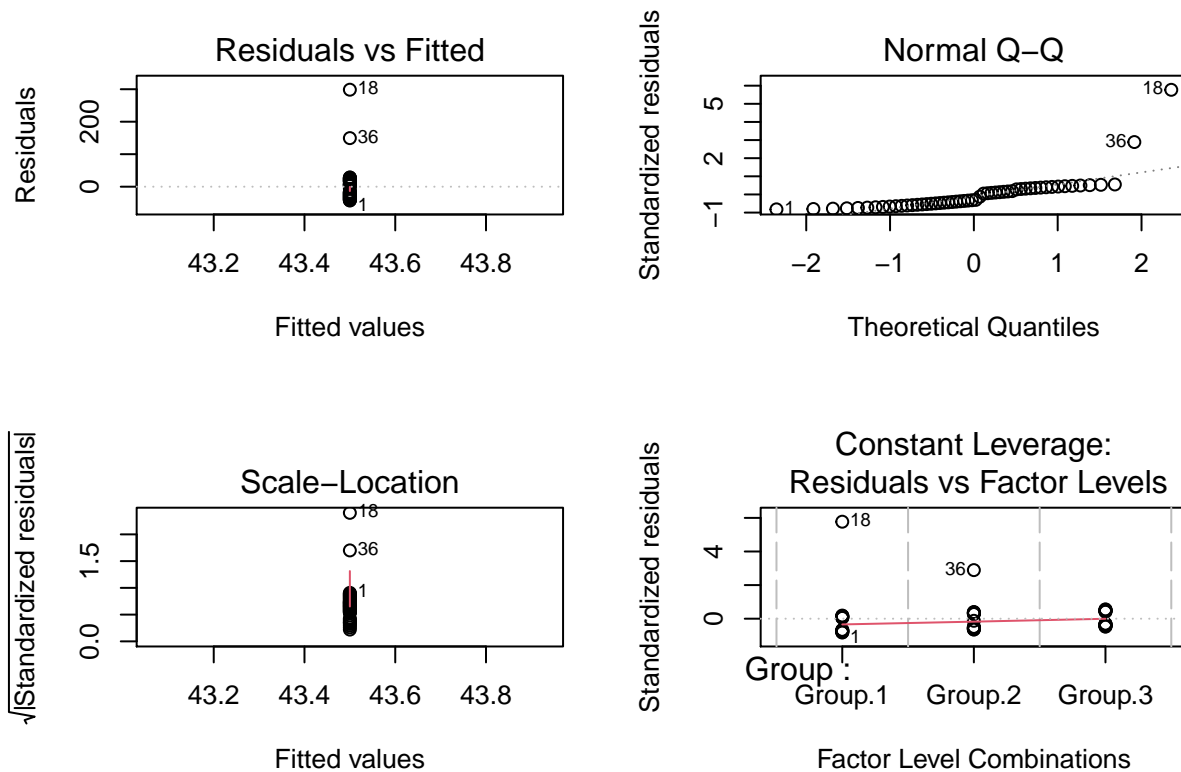 Residuals vs Fitted
Residuals
0
200
18
36
1
43.2 43.4 43.6 43.8
Fitted values
Normal Q−Q
Standardized residuals
−1
2
5
18
36
1
−2 −1 0 1 2
Theoretical Quantiles
Scale−Location
√|Standardized residuals|
0.0
1.5
18
36
1
43.2 43.4 43.6 43.8
Fitted values
Constant Leverage:
Residuals vs Factor Levels
Standardized residuals
0
4
18
36
1
Group :
Group.1 Group.2 Group.3
Factor Level Combinations